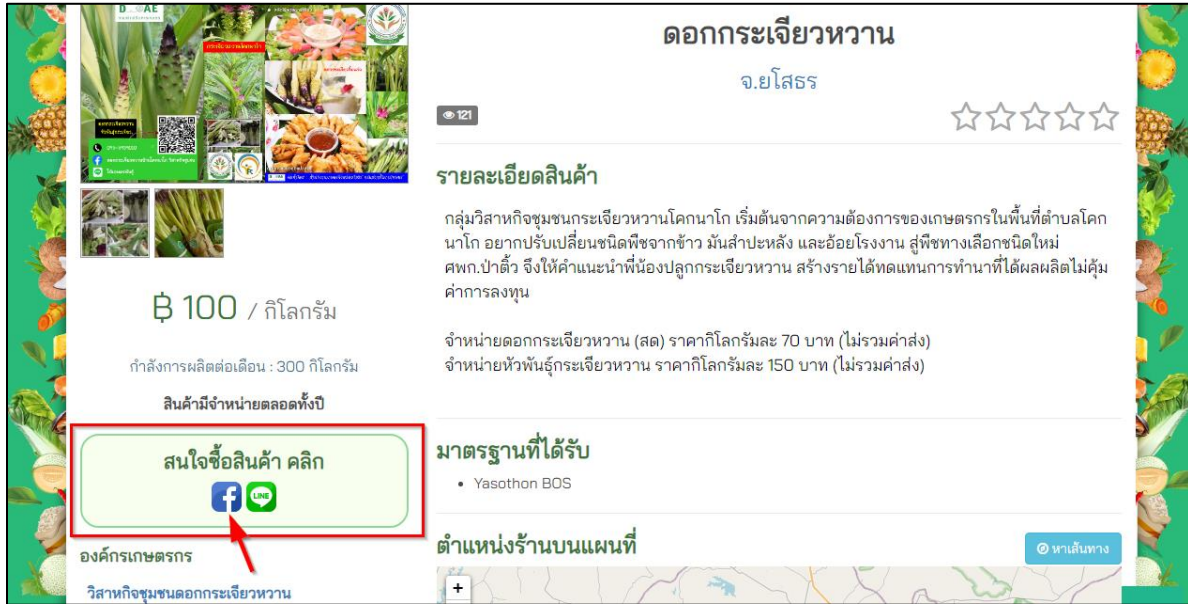 ดอกกระเจียวหวาน
จ.ยโสธร
121
รายละเอียดสินค้า
กลุ่มวิสาหกิจชุมชนกระเจียวหวานโคกนาโก เริ่มต้นจากความต้องการของเกษตรกรในพื้นที่ตำบลโคก
นาโก อยากปรับเปลี่ยนชนิดพืชจากข้าว มันสำปะหลัง และอ้อยโรงงาน สู่พืชทางเลือกชนิดใหม่
ศพก.ป่าติ้ว จึงให้คำแนะนำพี่น้องปลูกกระเจียวหวาน สร้างรายได้ทดแทนการทำนาที่ได้ผลผลิตไม่คุ้ม
ค่าการลงทุน
จำหน่ายดอกกระเจียวหวาน (สด) ราคากิโลกรัมละ 70 บาท (ไม่รวมค่าส่ง)
จำหน่ายหัวพันธุ์กระเจียวหวาน ราคากิโลกรัมละ 150 บาท (ไม่รวมค่าส่ง)
฿ 100 / กิโลกรัม
กำลังการผลิตต่อเดือน : 300 กิโลกรัม
สินค้ามีจำหน่ายตลอดทั้งปี
สนใจซื้อสินค้า คลิก
LINE
องค์กรเกษตรกร
วิสาหกิจชุมชนดอกกระเจียวหวาน
มาตรฐานที่ได้รับ
Yasothon BOS
ตำแหน่งร้านบนแผนที่
หาเส้นทาง
+